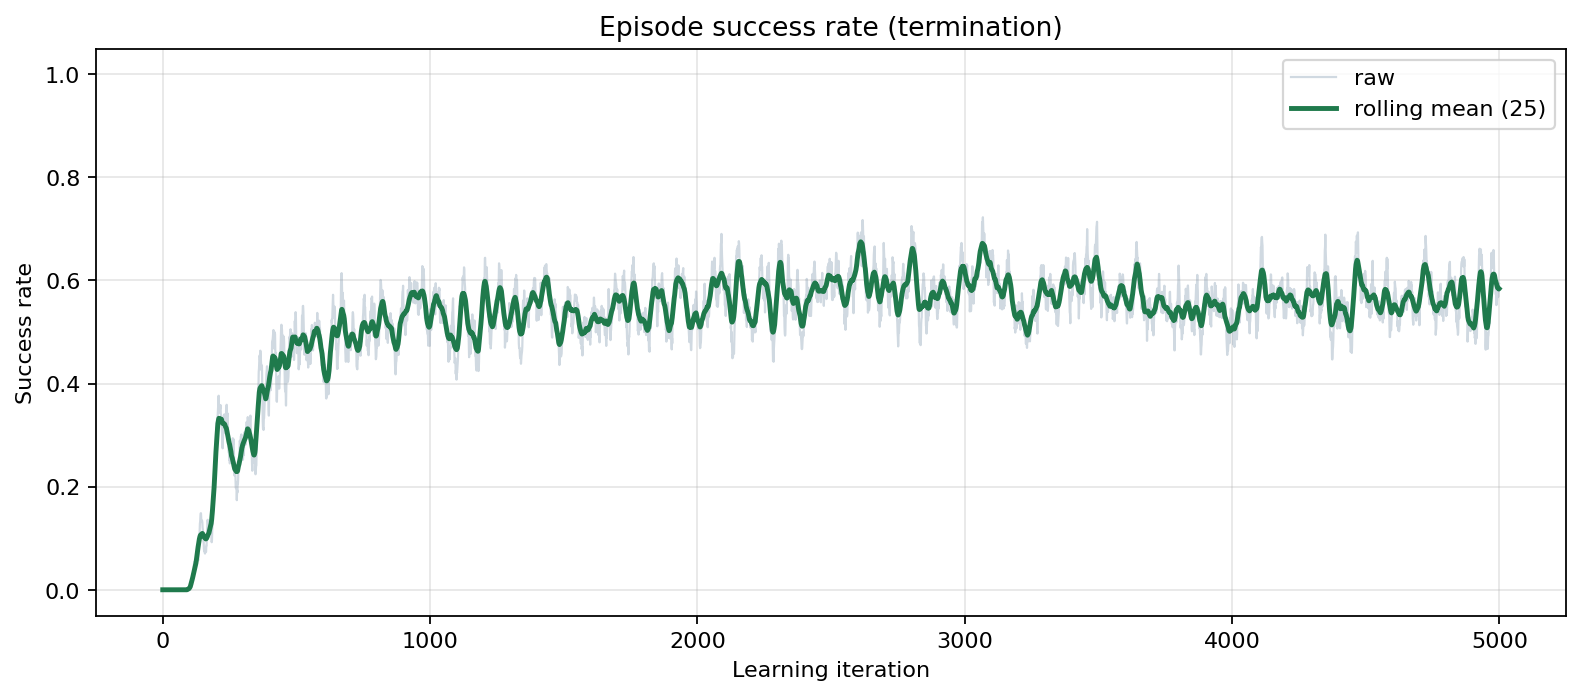 Episode success rate (termination)
raw
rolling mean (25)
1.0
0.8
0.6
0.4
0.2
0.0
Success rate
0 1000 2000 3000 4000 5000
Learning iteration